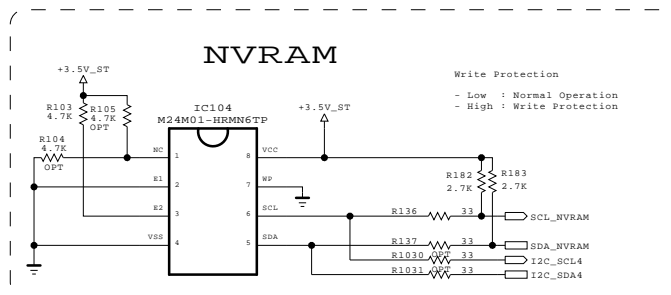 NVRAM
+3.5V_ST
Write Protection
- Low : Normal Operation
- High : Write Protection
R103
4.7K
R105
4.7K
OPT
IC104
M24M01-HRMN6TP
+3.5V_ST
R104
4.7K
OPT
NC 1 8 VCC
E1 2 7 WP
E2 3 6 SCL
VSS 4 5 SDA
R182
2.7K
R183
2.7K
R136 33 SCL_NVRAM
R137 33 SDA_NVRAM
R1030 OPT 33 I2C_SCL4
R1031 OPT 33 I2C_SDA4